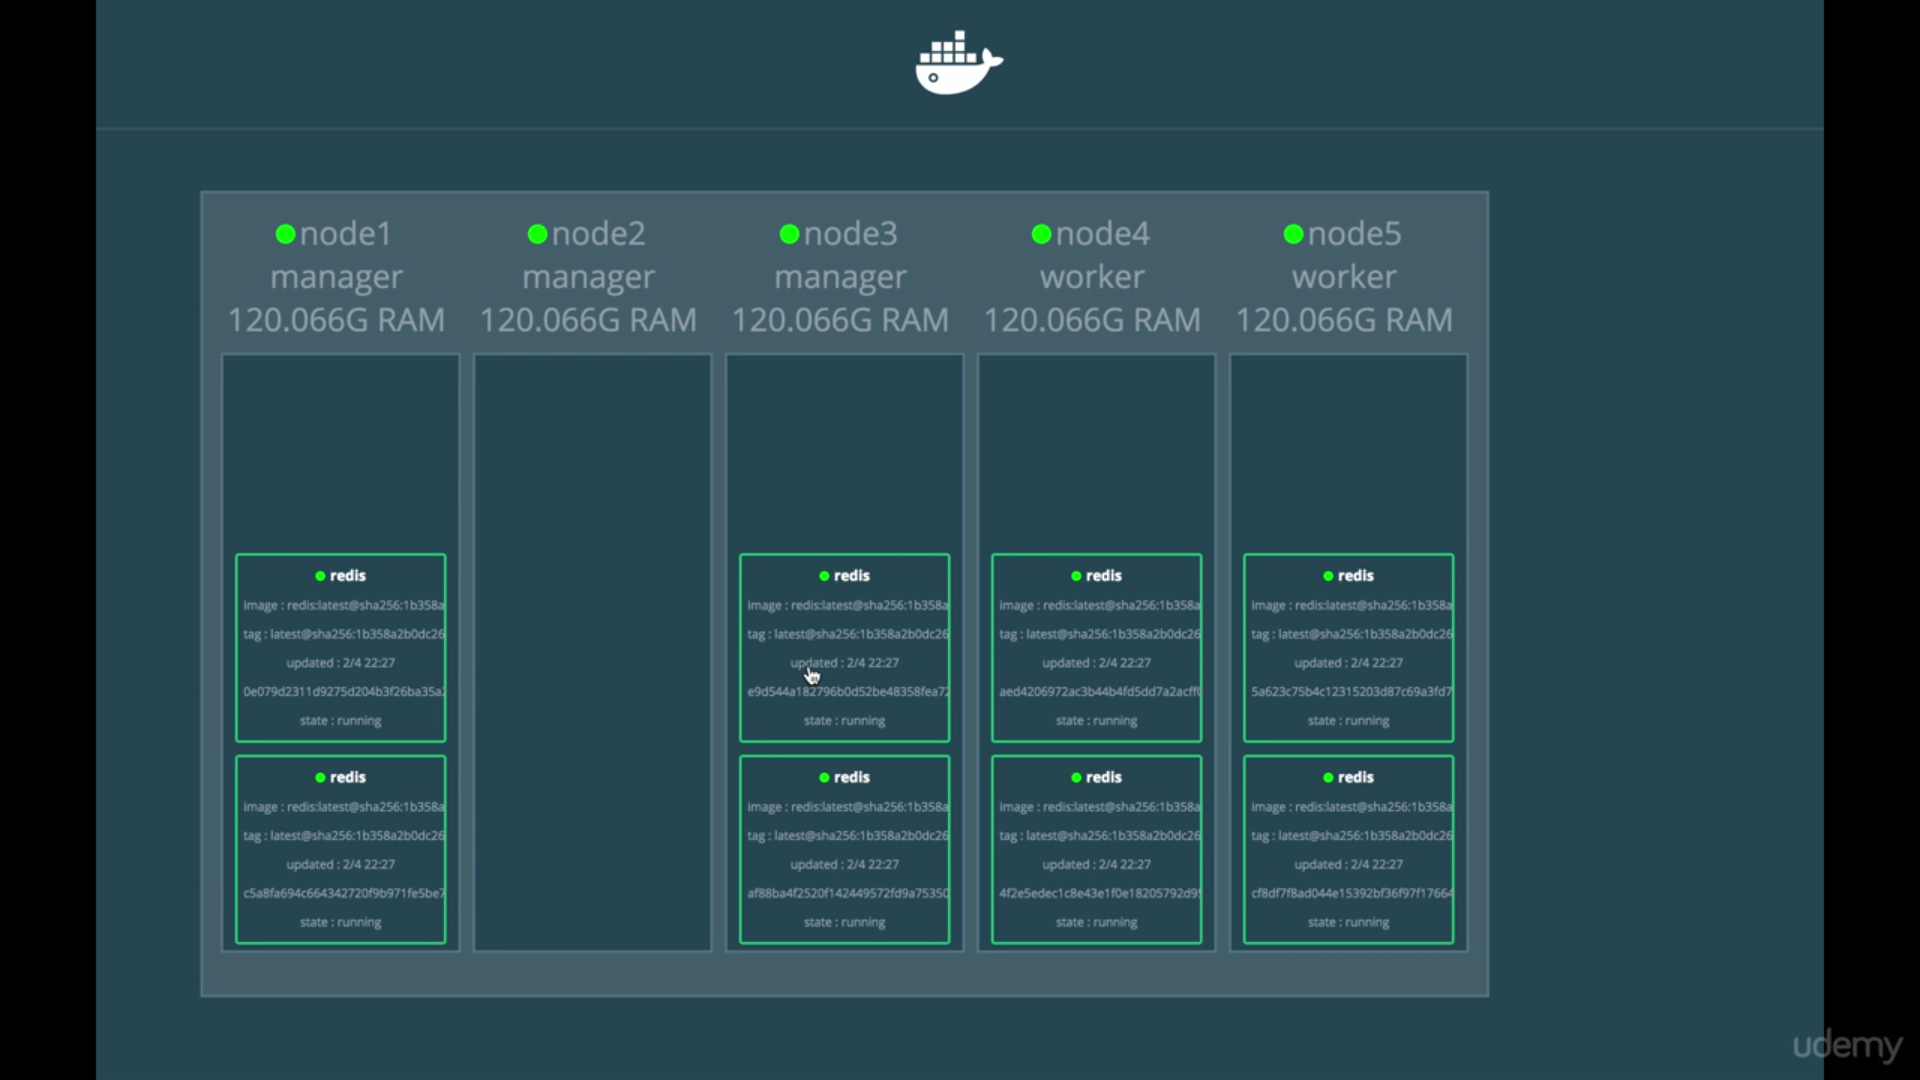 node1
manager
120.066G RAM
node2
manager
120.066G RAM
node3
manager
120.066G RAM
node4
worker
120.066G RAM
node5
worker
120.066G RAM
redis
image : redis:latest@sha256:1b358a
tag : latest@sha256:1b358a2b0dc26
updated : 2/4 22:27
0e079d2311d9275d204b3f26ba35a
state : running
redis
image : redis:latest@sha256:1b358a
tag : latest@sha256:1b358a2b0dc26
updated : 2/4 22:27
c5a8fa694c664342720f9b971fe5be7
state : running
redis
image : redis:latest@sha256:1b358a
tag : latest@sha256:1b358a2b0dc26
updated : 2/4 22:27
e9d544a182796b0d52be48358fea72
state : running
redis
image : redis:latest@sha256:1b358a
tag : latest@sha256:1b358a2b0dc26
updated : 2/4 22:27
af88ba4f2520f142449572fd9a75350
state : running
redis
image : redis:latest@sha256:1b358a
tag : latest@sha256:1b358a2b0dc26
updated : 2/4 22:27
aed4206972ac3b44b4fd5dd7a2acff0
state : running
redis
image : redis:latest@sha256:1b358a
tag : latest@sha256:1b358a2b0dc26
updated : 2/4 22:27
4f2e5edec1c8e43e1f0e18205792d9
state : running
redis
image : redis:latest@sha256:1b358a
tag : latest@sha256:1b358a2b0dc26
updated : 2/4 22:27
5a623c75b4c12315203d87c69a3fd7
state : running
redis
image : redis:latest@sha256:1b358a
tag : latest@sha256:1b358a2b0dc26
updated : 2/4 22:27
cf8df7f8ad044e15392bf36f97f17664
state : running
udemy